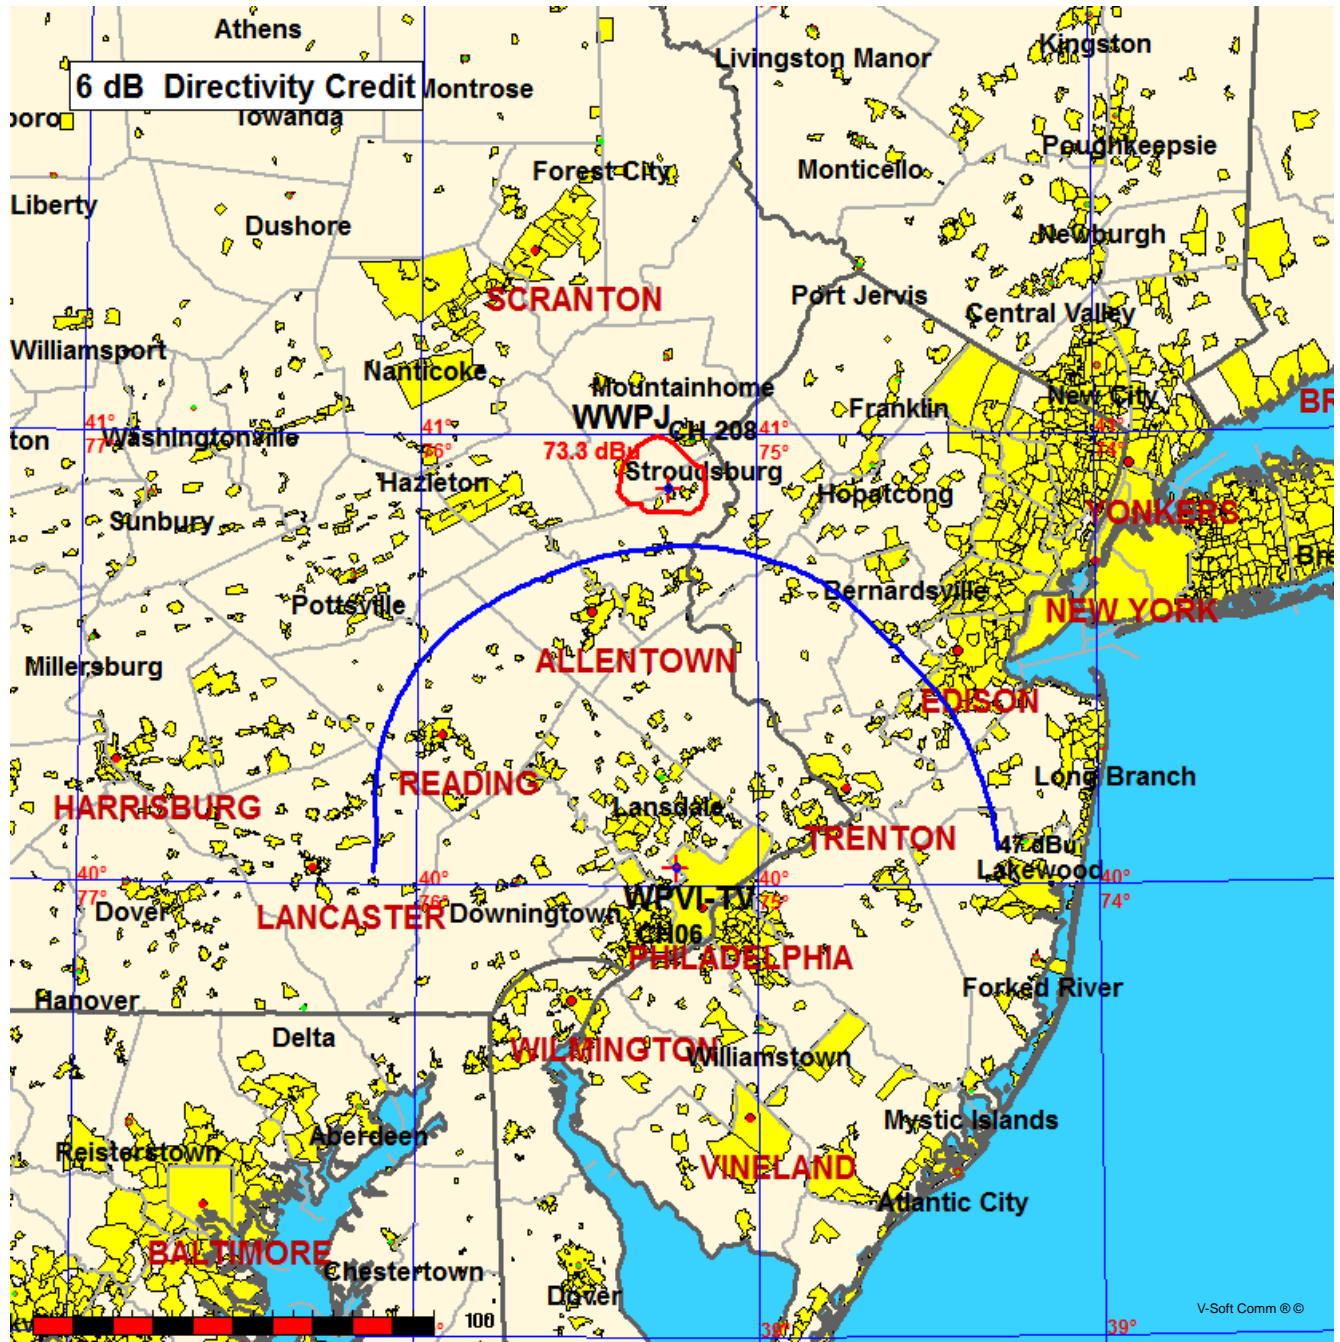 Athens
Livingston Manor
Kingston
6 dB Directivity Credit
Montrose
boro
Towanda
Poughkeepsie
Forest City
Monticello
Liberty
Dushore
Newburgh
SCRANTON
Port Jervis
Central Valley
Williamsport
Nanticoke
Mountainhome
New City
BR
WWPJ
Franklin
CH 208
ton
41°
77°
Washingtonville
41°
76°
73.3 dBu
41°
75°
41°
74°
Stroudsburg
Hazleton
Hopatcong
Sunbury
YONKERS
Bre
Pottsville
Bernardsville
NEW YORK
Millersburg
ALLENTOWN
EDISON
READING
Long Branch
HARRISBURG
Lansdale
TRENTON
47 dBu
Lakewood
40°
77°
40°
76°
40°
75°
40°
74°
Dover
LANCASTER
Downingtown
WPVI-TV
CH06
PHILADELPHIA
Hanover
Forked River
Delta
WILMINGTON
Williamstown
Aberdeen
Mystic Islands
Reisterstown
VINELAND
Atlantic City
BALTIMORE
Chestertown
Dover
100
39°
39°
V-Soft Comm ® ©